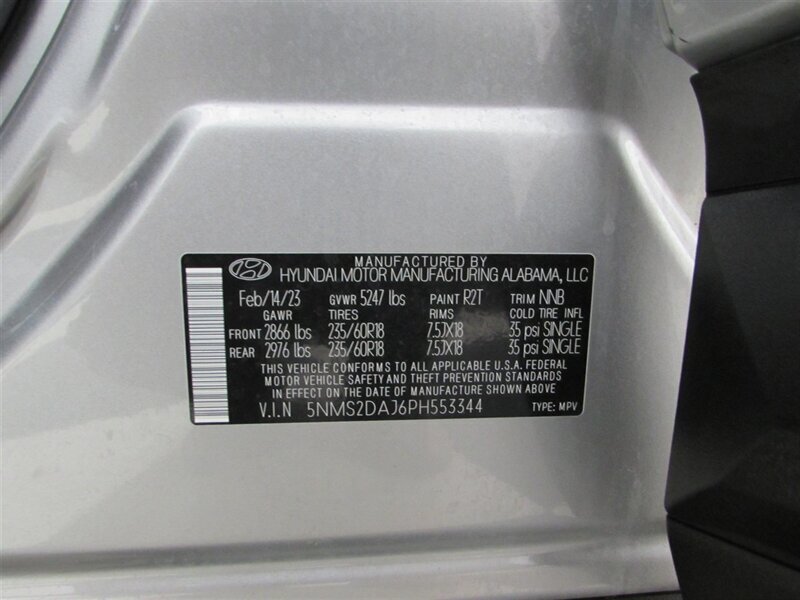 MANUFACTURED BY
HYUNDAI MOTOR MANUFACTURING ALABAMA, LLC
Feb/14/23 GVWR 5247 lbs PAINT R2T TRIM NNB
GAWR TIRES RIMS COLD TIRE INFL
FRONT 2866 lbs 235/60R18 7.5JX18 35 psi SINGLE
REAR 2976 lbs 235/60R18 7.5JX18 35 psi SINGLE
THIS VEHICLE CONFORMS TO ALL APPLICABLE U.S.A. FEDERAL
MOTOR VEHICLE SAFETY AND THEFT PREVENTION STANDARDS
IN EFFECT ON THE DATE OF MANUFACTURE SHOWN ABOVE
V.I.N 5NMS2DAJ6PH553344 TYPE: MPV